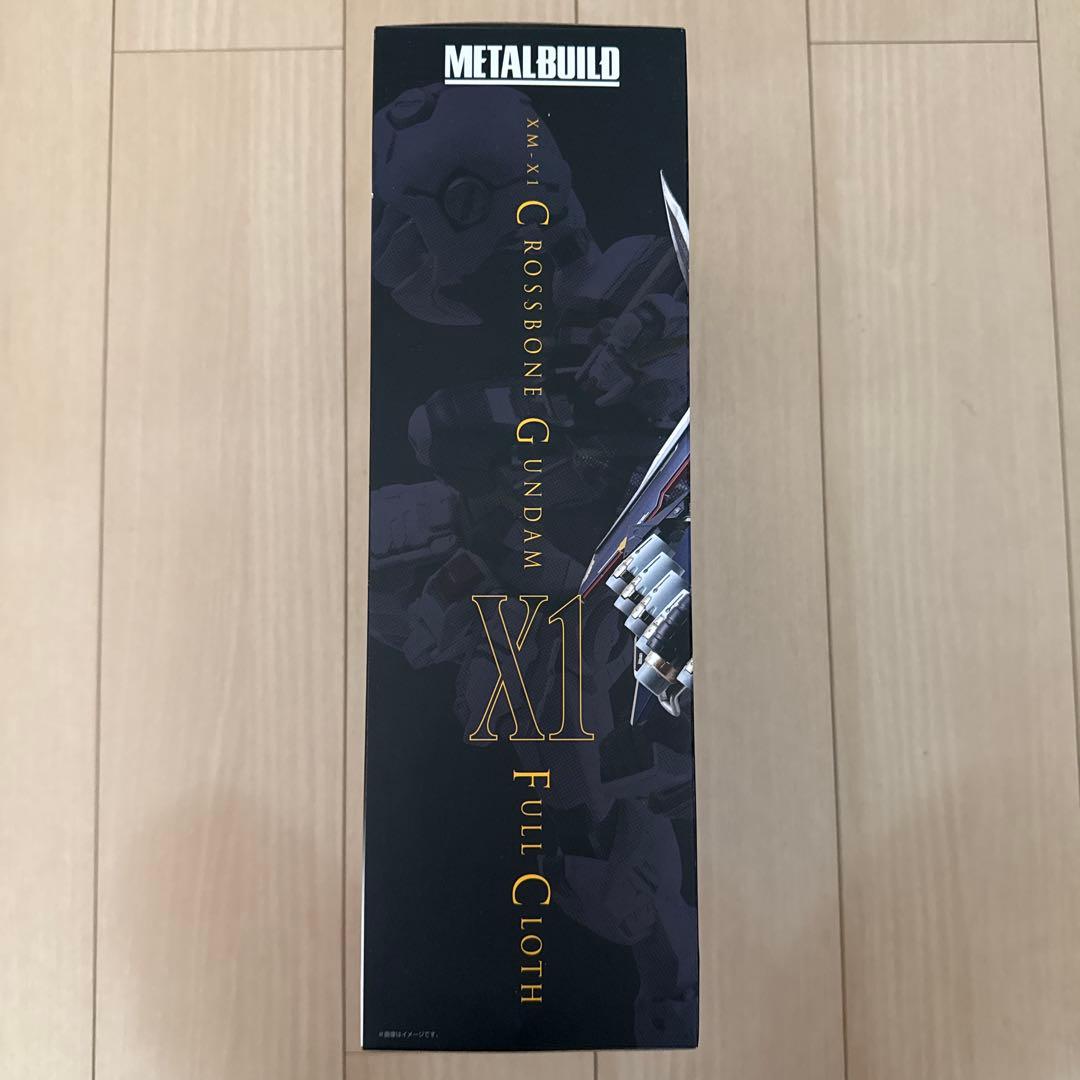 METALBUILD
XM-X1 CROSSBONE GUNDAM X1 FULL CLOTH
※画像はイメージです。